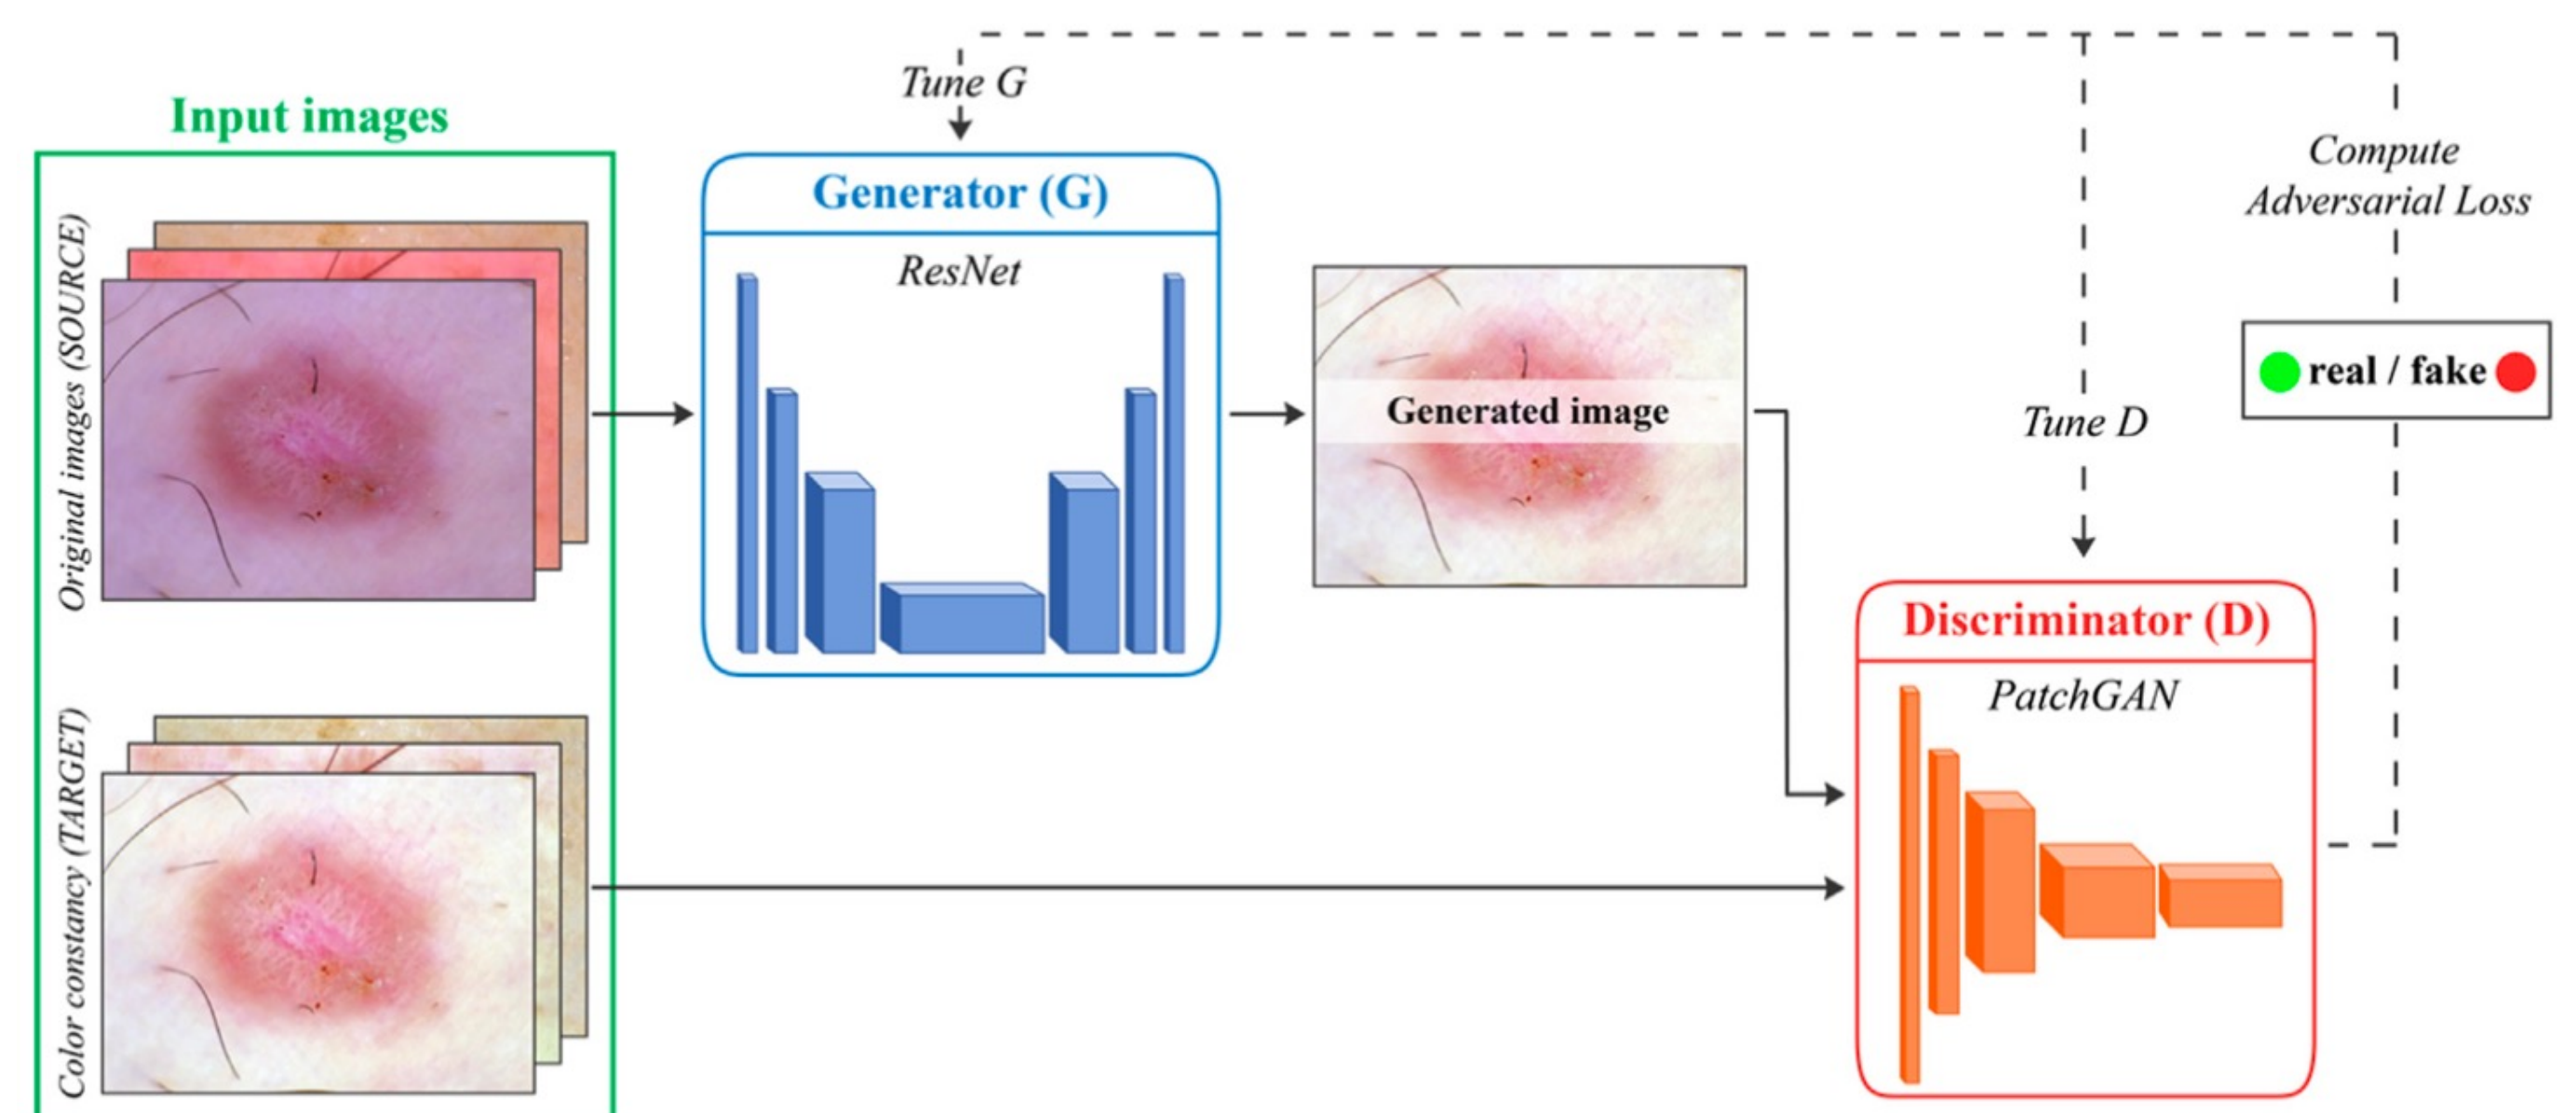 Tune G
Input images
Compute
Adversarial Loss
Generator (G)
ResNet
Original images (SOURCE)
Generated image
real / fake
Tune D
Discriminator (D)
PatchGAN
Color constancy (TARGET)